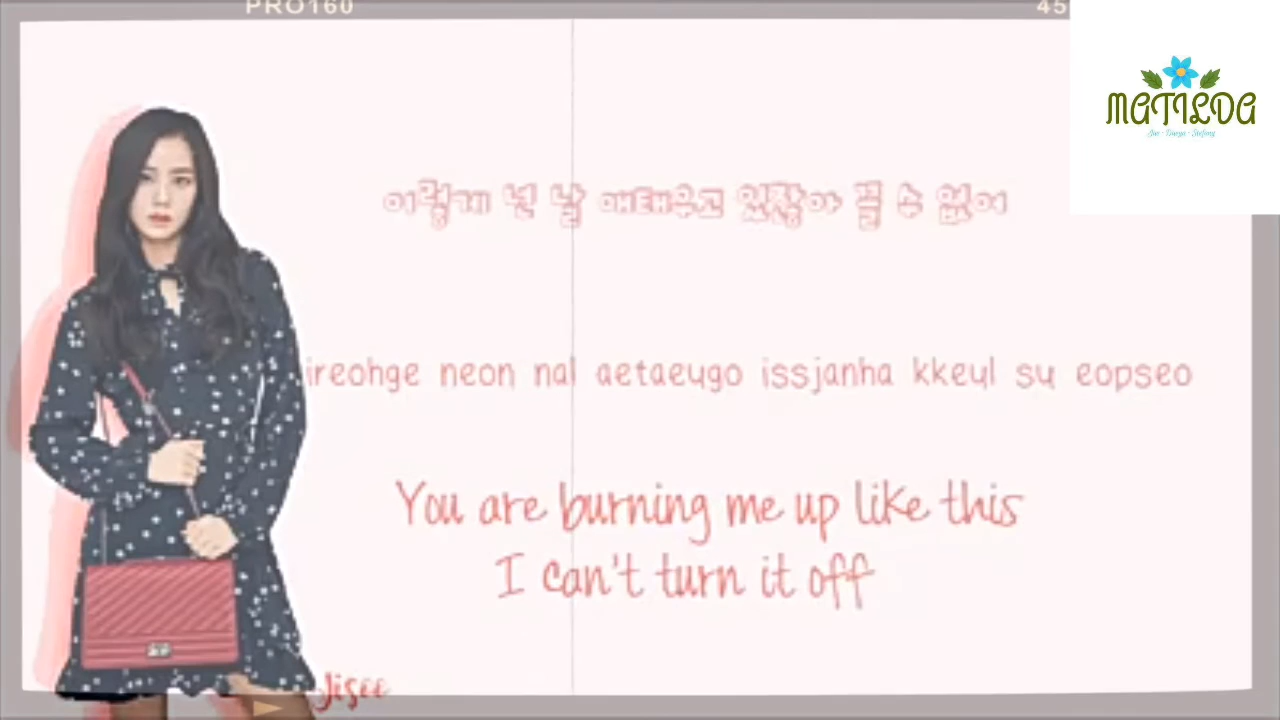 PRO160
45
MATILDA
이렇게 넌 날 애태우고 있잖아 끌 수 없어
ireohge neon nal aetaeugo issjanha kkeul su eopseo
You are burning me up like this
I can't turn it off
Jisoo